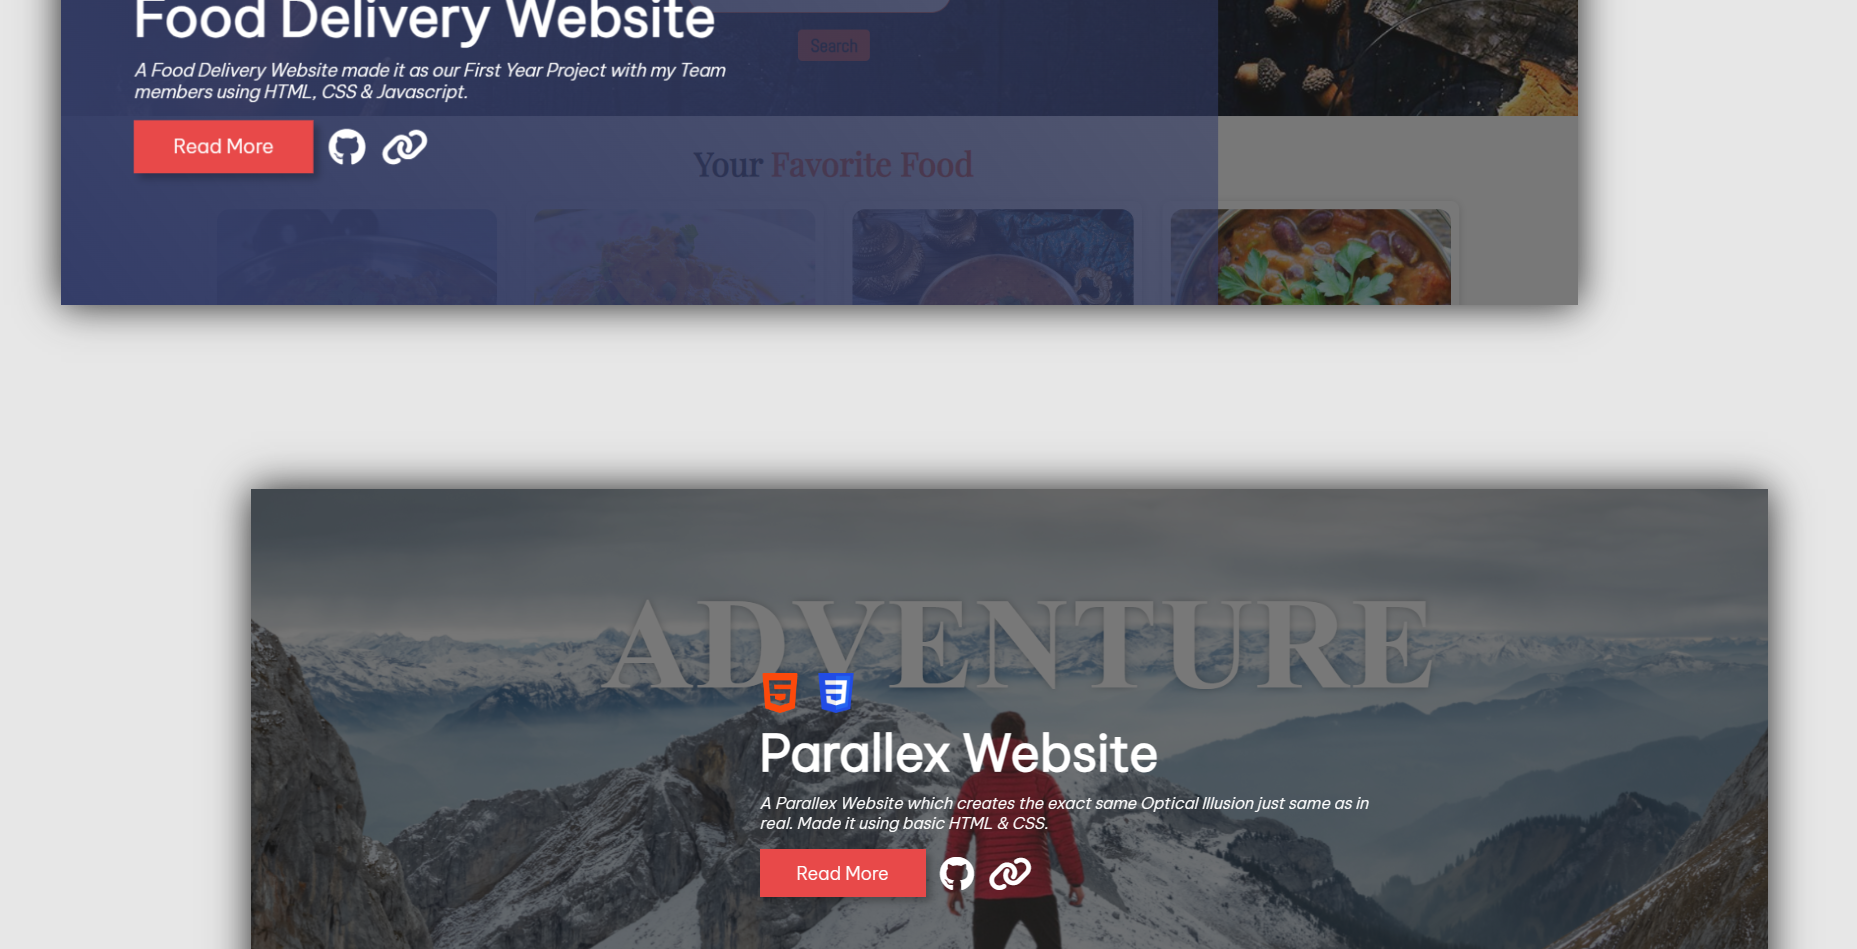 Food Delivery Website
Search
A Food Delivery Website made it as our First Year Project with my Team
members using HTML, CSS & Javascript.
Read More
Your Favorite Food
ADVENTURE
Parallex Website
A Parallex Website which creates the exact same Optical Illusion just same as in
real. Made it using basic HTML & CSS.
Read More